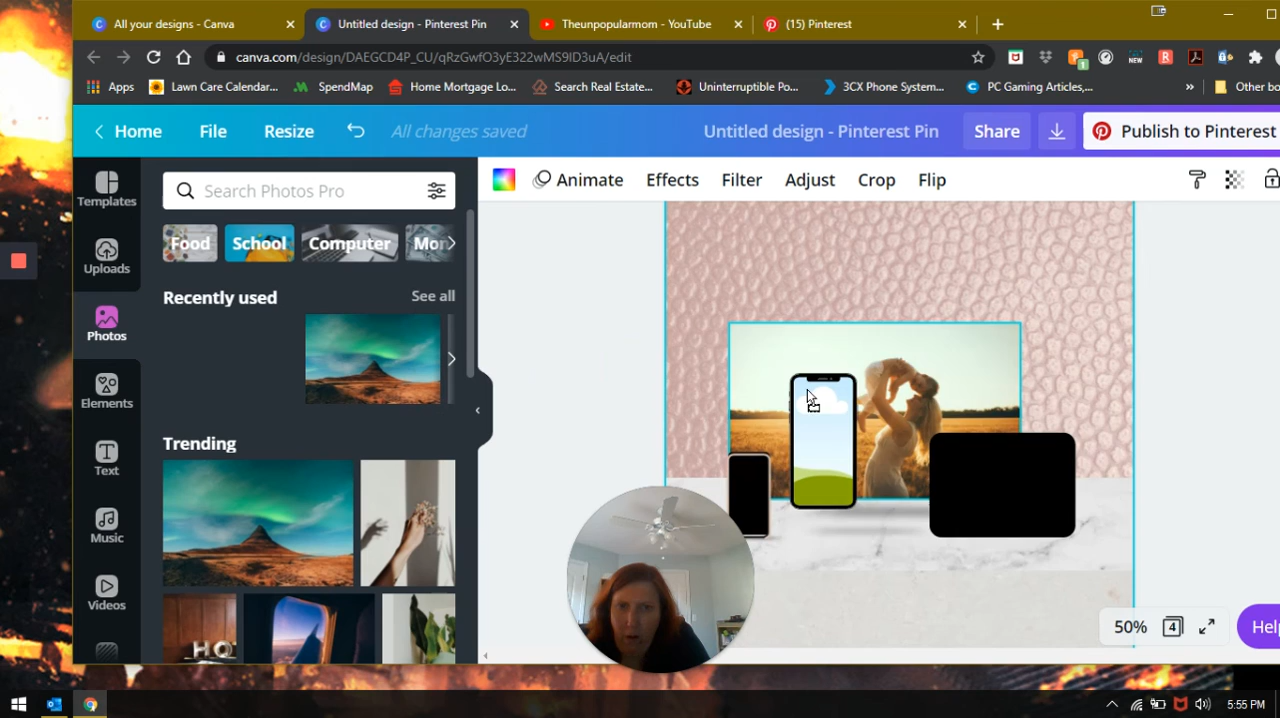 All your designs - Canva
Untitled design - Pinterest Pin
Theunpopularmom - YouTube
(15) Pinterest
canva.com/design/DAEGCD4P_CU/qRzGwfO3yE322wMS9ID3uA/edit
NEW
1
Apps
Lawn Care Calendar...
SpendMap
Home Mortgage Lo...
Search Real Estate...
Uninterruptible Po...
3CX Phone System...
PC Gaming Articles,...
»
Other bo
Home
File
Resize
All changes saved
Untitled design - Pinterest Pin
Share
Publish to Pinterest
Templates
Uploads
Photos
Elements
Text
Music
Videos
Search Photos Pro
Food
School
Computer
Mon
Recently used
See all
Trending
HO
Animate
Effects
Filter
Adjust
Crop
Flip
50%
4
Help
5:55 PM